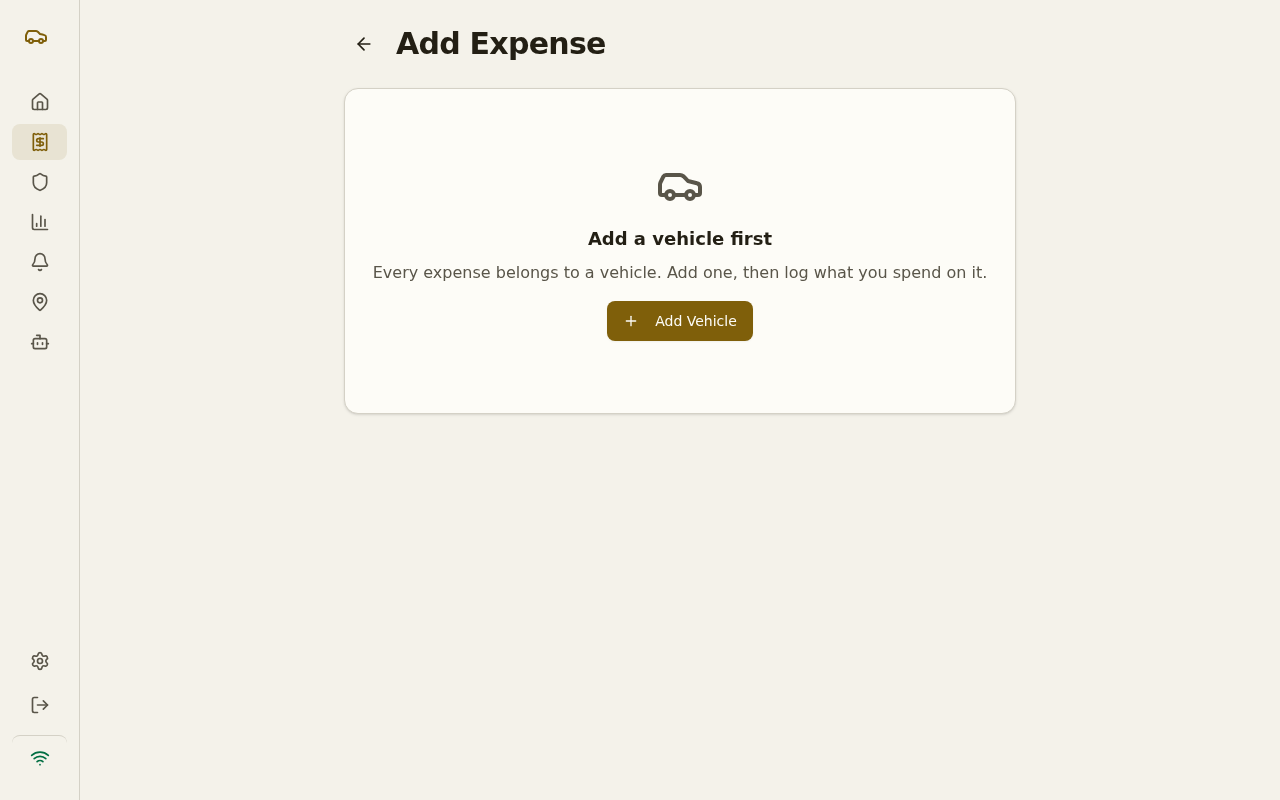 Add Expense
Add a vehicle first
Every expense belongs to a vehicle. Add one, then log what you spend on it.
Add Vehicle